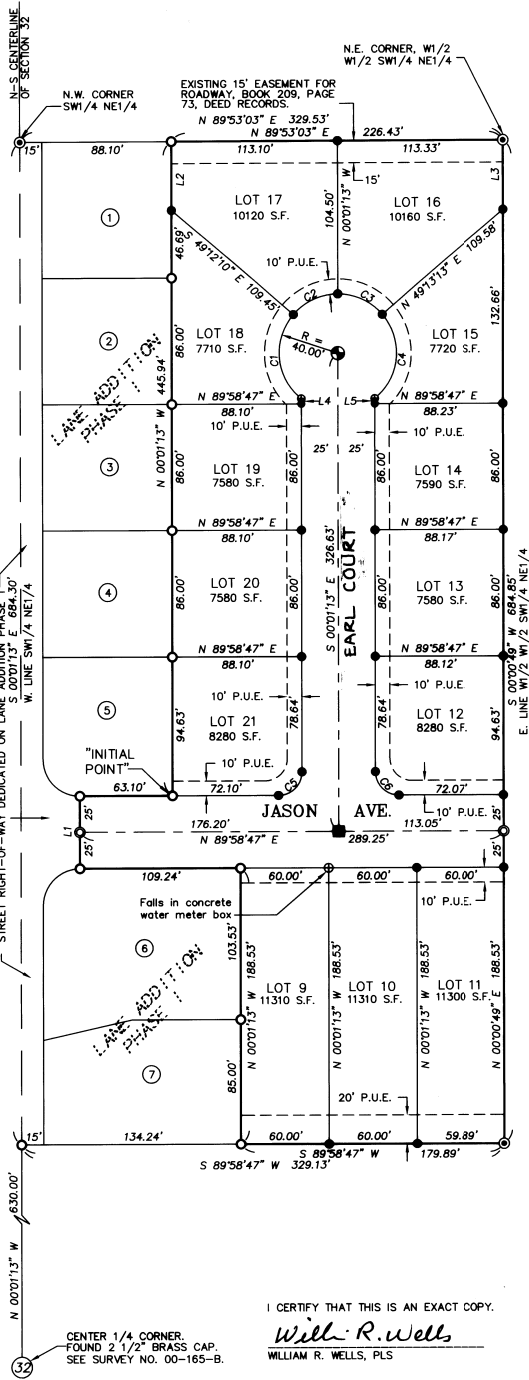 N-S CENTERLINE
OF SECTION 32
N.W. CORNER
SW1/4 NE1/4
EXISTING 15' EASEMENT FOR
ROADWAY, BOOK 209, PAGE
73, DEED RECORDS.
N.E. CORNER, W1/2
W1/2 SW1/4 NE1/4
N 89°53'03" E 329.53'
N 89°53'03" E 226.43'
15' 88.10' 113.10' 113.33'
L2
L3
15'
LOT 17
10120 S.F.
LOT 16
10160 S.F.
104.50'
N 00°01'13" W
1
46.69'
S 49°12'10" E 109.45'
N 49°13'13" E 109.58'
10' P.U.E.
132.66'
C2 C3
C1 C4
R =
40.00'
2
86.00'
445.94'
N 00°01'13" W
LOT 18
7710 S.F.
LOT 15
7720 S.F.
LANE ADDITION
PHASE 1
N 89°58'47" E
88.10'
L4 L5
N 89°58'47" E
88.23'
10' P.U.E.
10' P.U.E.
25' 25'
3
86.00'
LOT 19
7580 S.F.
86.00'
86.00'
LOT 14
7590 S.F.
86.00'
N 89°58'47" E
88.10'
N 89°58'47" E
88.17'
S 00°01'13" E 326.63'
EARL COURT
4
86.00'
LOT 20
7580 S.F.
86.00'
86.00'
LOT 13
7580 S.F.
86.00'
N 89°58'47" E
88.10'
N 89°58'47" E
88.12'
10' P.U.E.
10' P.U.E.
5
94.63'
LOT 21
8280 S.F.
78.64'
78.64'
LOT 12
8280 S.F.
94.63'
S 00°00'49" W 684.85'
E. LINE W1/2 W1/2 SW1/4 NE1/4
STREET RIGHT-OF-WAY DEDICATED ON LANE ADDITION PHASE 1
S 00°01'13" E 684.30'
W. LINE SW1/4 NE1/4
"INITIAL
POINT"
10' P.U.E.
63.10' 72.10' C5 C6 72.07'
10' P.U.E.
JASON AVE.
L1
25'
25'
176.20'
N 89°58'47" E
289.25'
113.05'
25'
25'
109.24' 60.00' 60.00' 60.00'
10' P.U.E.
Falls in concrete
water meter box
6
103.53'
N 00°01'13" W 188.53'
N 00°01'13" W 188.53'
N 00°00'49" E 188.53'
LOT 9
11310 S.F.
LOT 10
11310 S.F.
LOT 11
11300 S.F.
LANE ADDITION
PHASE 1
7
85.00'
N 00°01'13" W
20' P.U.E.
15' 134.24' 60.00' 60.00' 59.89'
S 89°58'47" W 179.89'
S 89°58'47" W 329.13'
630.00'
N 00°01'13" W
32
CENTER 1/4 CORNER.
FOUND 2 1/2" BRASS CAP.
SEE SURVEY NO. 00-165-B.
I CERTIFY THAT THIS IS AN EXACT COPY.
Willi R. Wells
WILLIAM R. WELLS, PLS